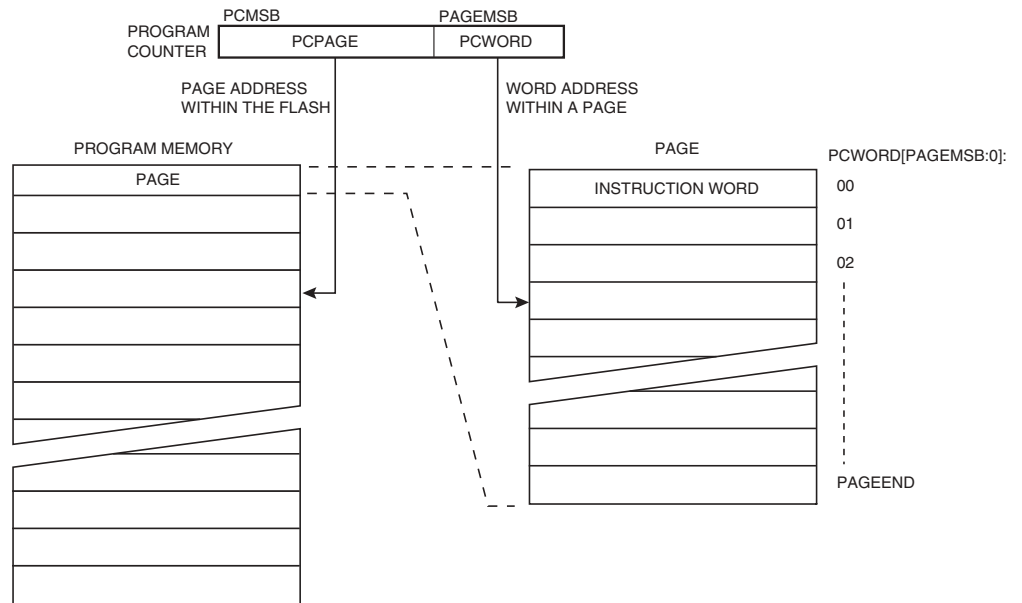 PCMSB
PAGEMSB
PROGRAM
COUNTER
PCPAGE
PCWORD
PAGE ADDRESS
WITHIN THE FLASH
WORD ADDRESS
WITHIN A PAGE
PROGRAM MEMORY
PAGE
PAGE
INSTRUCTION WORD
PCWORD[PAGEMSB:0]:
00
01
02
PAGEEND